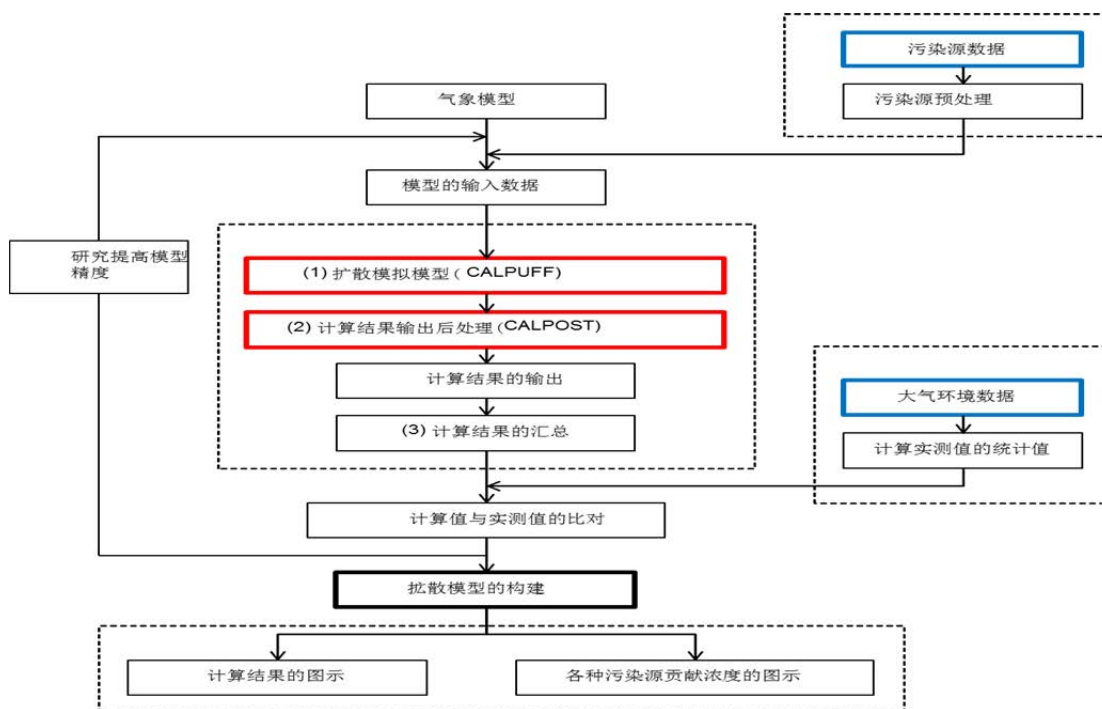 污染源数据
气象模型
污染源预处理
模型的输入数据
研究提高模型
精度
(1) 扩散模拟模型( CALPUFF)
(2) 计算结果输出后处理(CALPOST)
计算结果的输出
大气环境数据
(3) 计算结果的汇总
计算实测值的统计值
计算值与实测值的比对
拡散模型的构建
计算结果的图示
各种污染源贡献浓度的图示